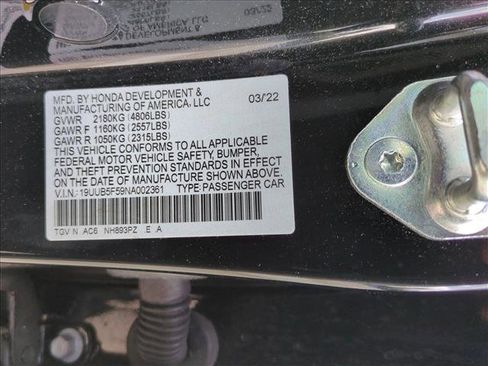 MFD. BY HONDA DEVELOPMENT & 03/'22
MANUFACTURING OF AMERICA, LLC
GVWR 2180KG (4806LBS)
GAWR F 1160KG (2557LBS)
GAWR R 1050KG (2315LBS)
THIS VEHICLE CONFORMS TO ALL APPLICABLE
FEDERAL MOTOR VEHICLE SAFETY, BUMPER,
AND THEFT PREVENTION STANDARDS IN EFFECT
ON THE DATE OF MANUFACTURE SHOWN ABOVE.
V.I.N.: 19UUB5F59NA002361 TYPE:PASSENGER CAR
TGV N AC6 NH893PZ .E .A